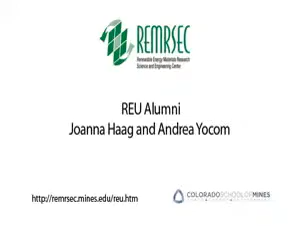 REMRSEC
Renewable Energy Materials Research
Science and Engineering Center
REU Alumni
Joanna Haag and Andrea Yocom
http://remrsec.mines.edu/reu.htm
COLORADOSCHOOLOFMINES